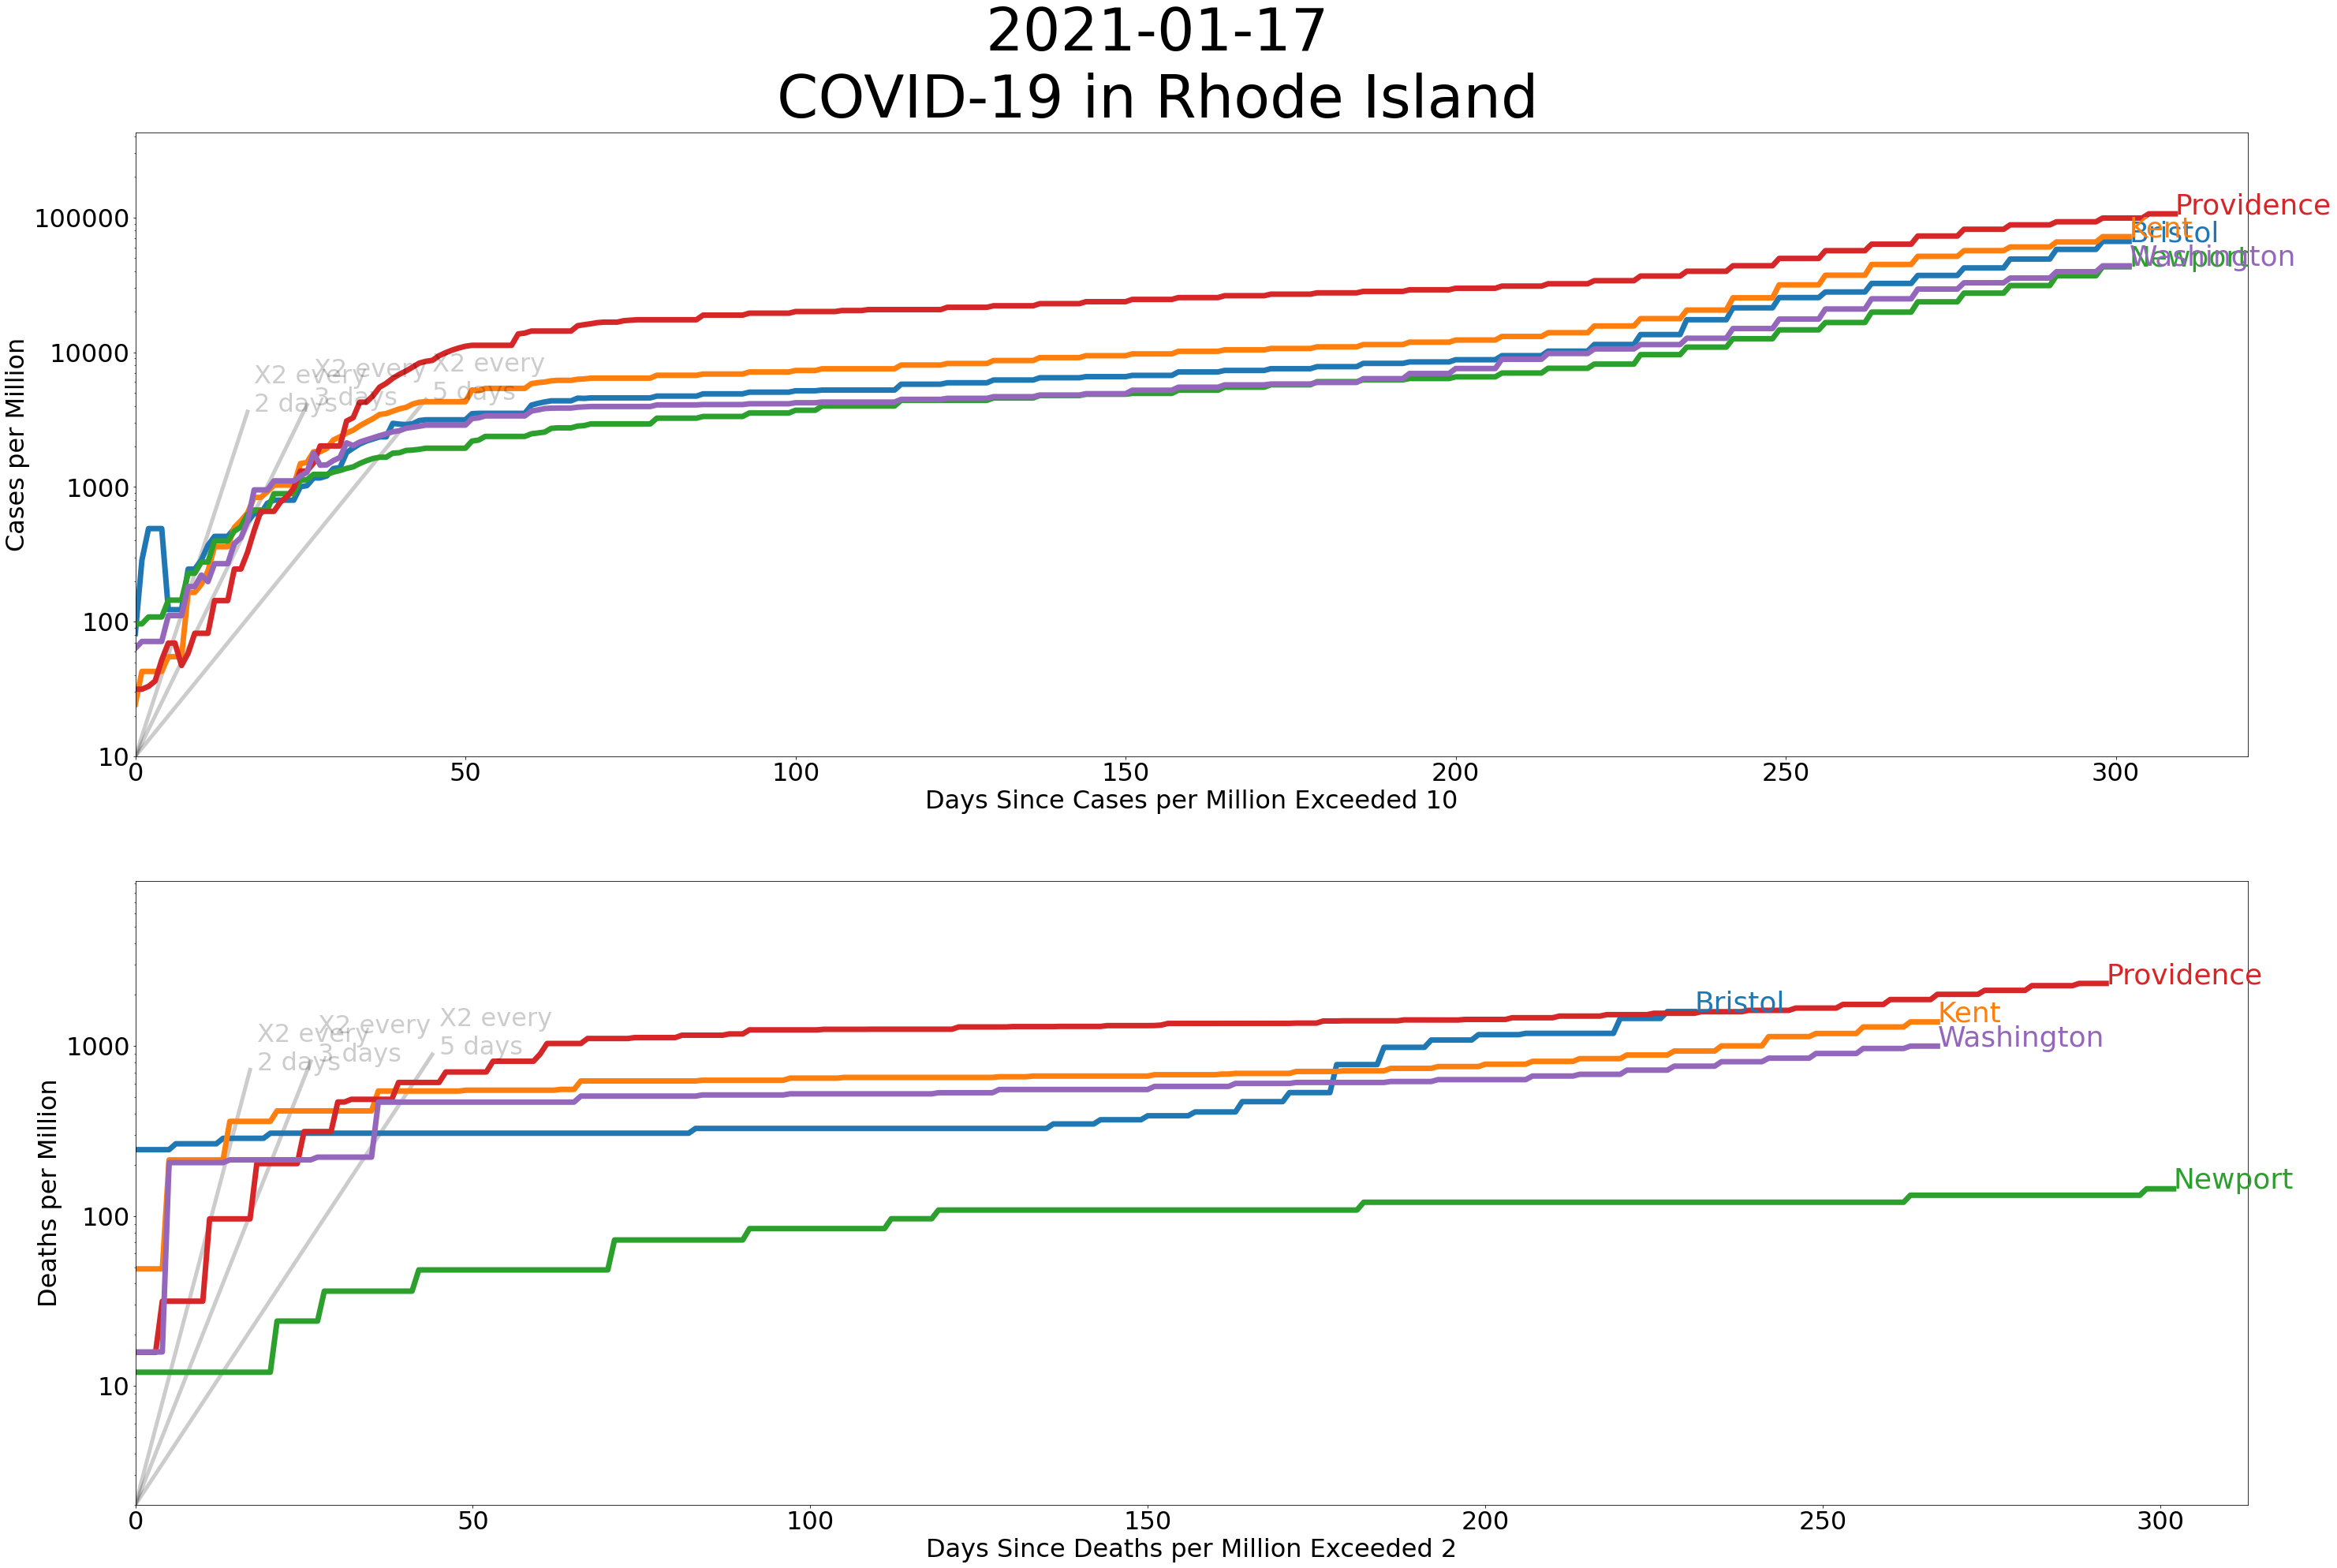 2021-01-17
COVID-19 in Rhode Island
Cases per Million
100000
10000
1000
100
10
X2 every
2 days
X2 every
3 days
X2 every
5 days
Providence
Kent
Bristol
Washington
Newport
0 50 100 150 200 250 300
Days Since Cases per Million Exceeded 10
Deaths per Million
1000
100
10
X2 every
2 days
X2 every
3 days
X2 every
5 days
Providence
Bristol
Kent
Washington
Newport
0 50 100 150 200 250 300
Days Since Deaths per Million Exceeded 2